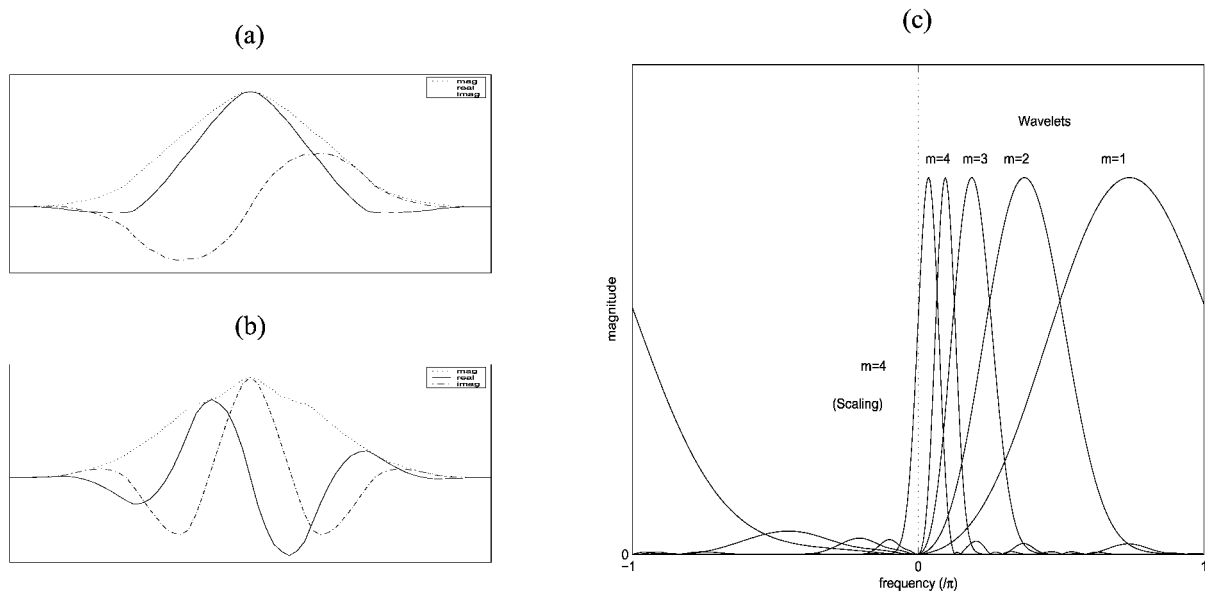 (a)
mag
real
imag
(b)
mag
real
imag
(c)
Wavelets
m=4
m=3
m=2
m=1
magnitude
m=4
(Scaling)
0
−1
0
1
frequency (/π)